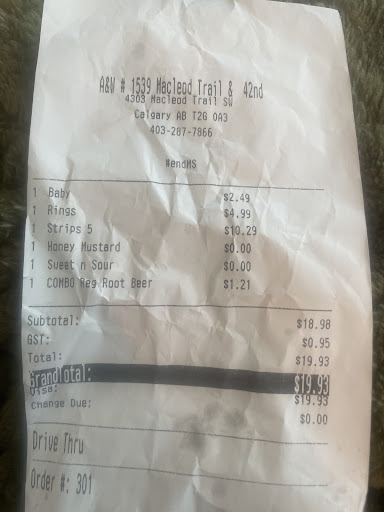 A&W # 1539 Macleod Trail & 42nd
4303 Macleod Trail SW
Calgary AB T2G 0A3
403-287-7866
#endMS
1 Baby $2.49
1 Rings $4.99
1 Strips 5 $10.29
1 Honey Mustard $0.00
1 Sweet n Sour $0.00
1 COMBO Reg Root Beer $1.21
Subtotal: $18.98
GST: $0.95
Total: $19.93
GrandTotal: $19.93
Visa: $19.93
Change Due: $0.00
Drive Thru
Order #: 301